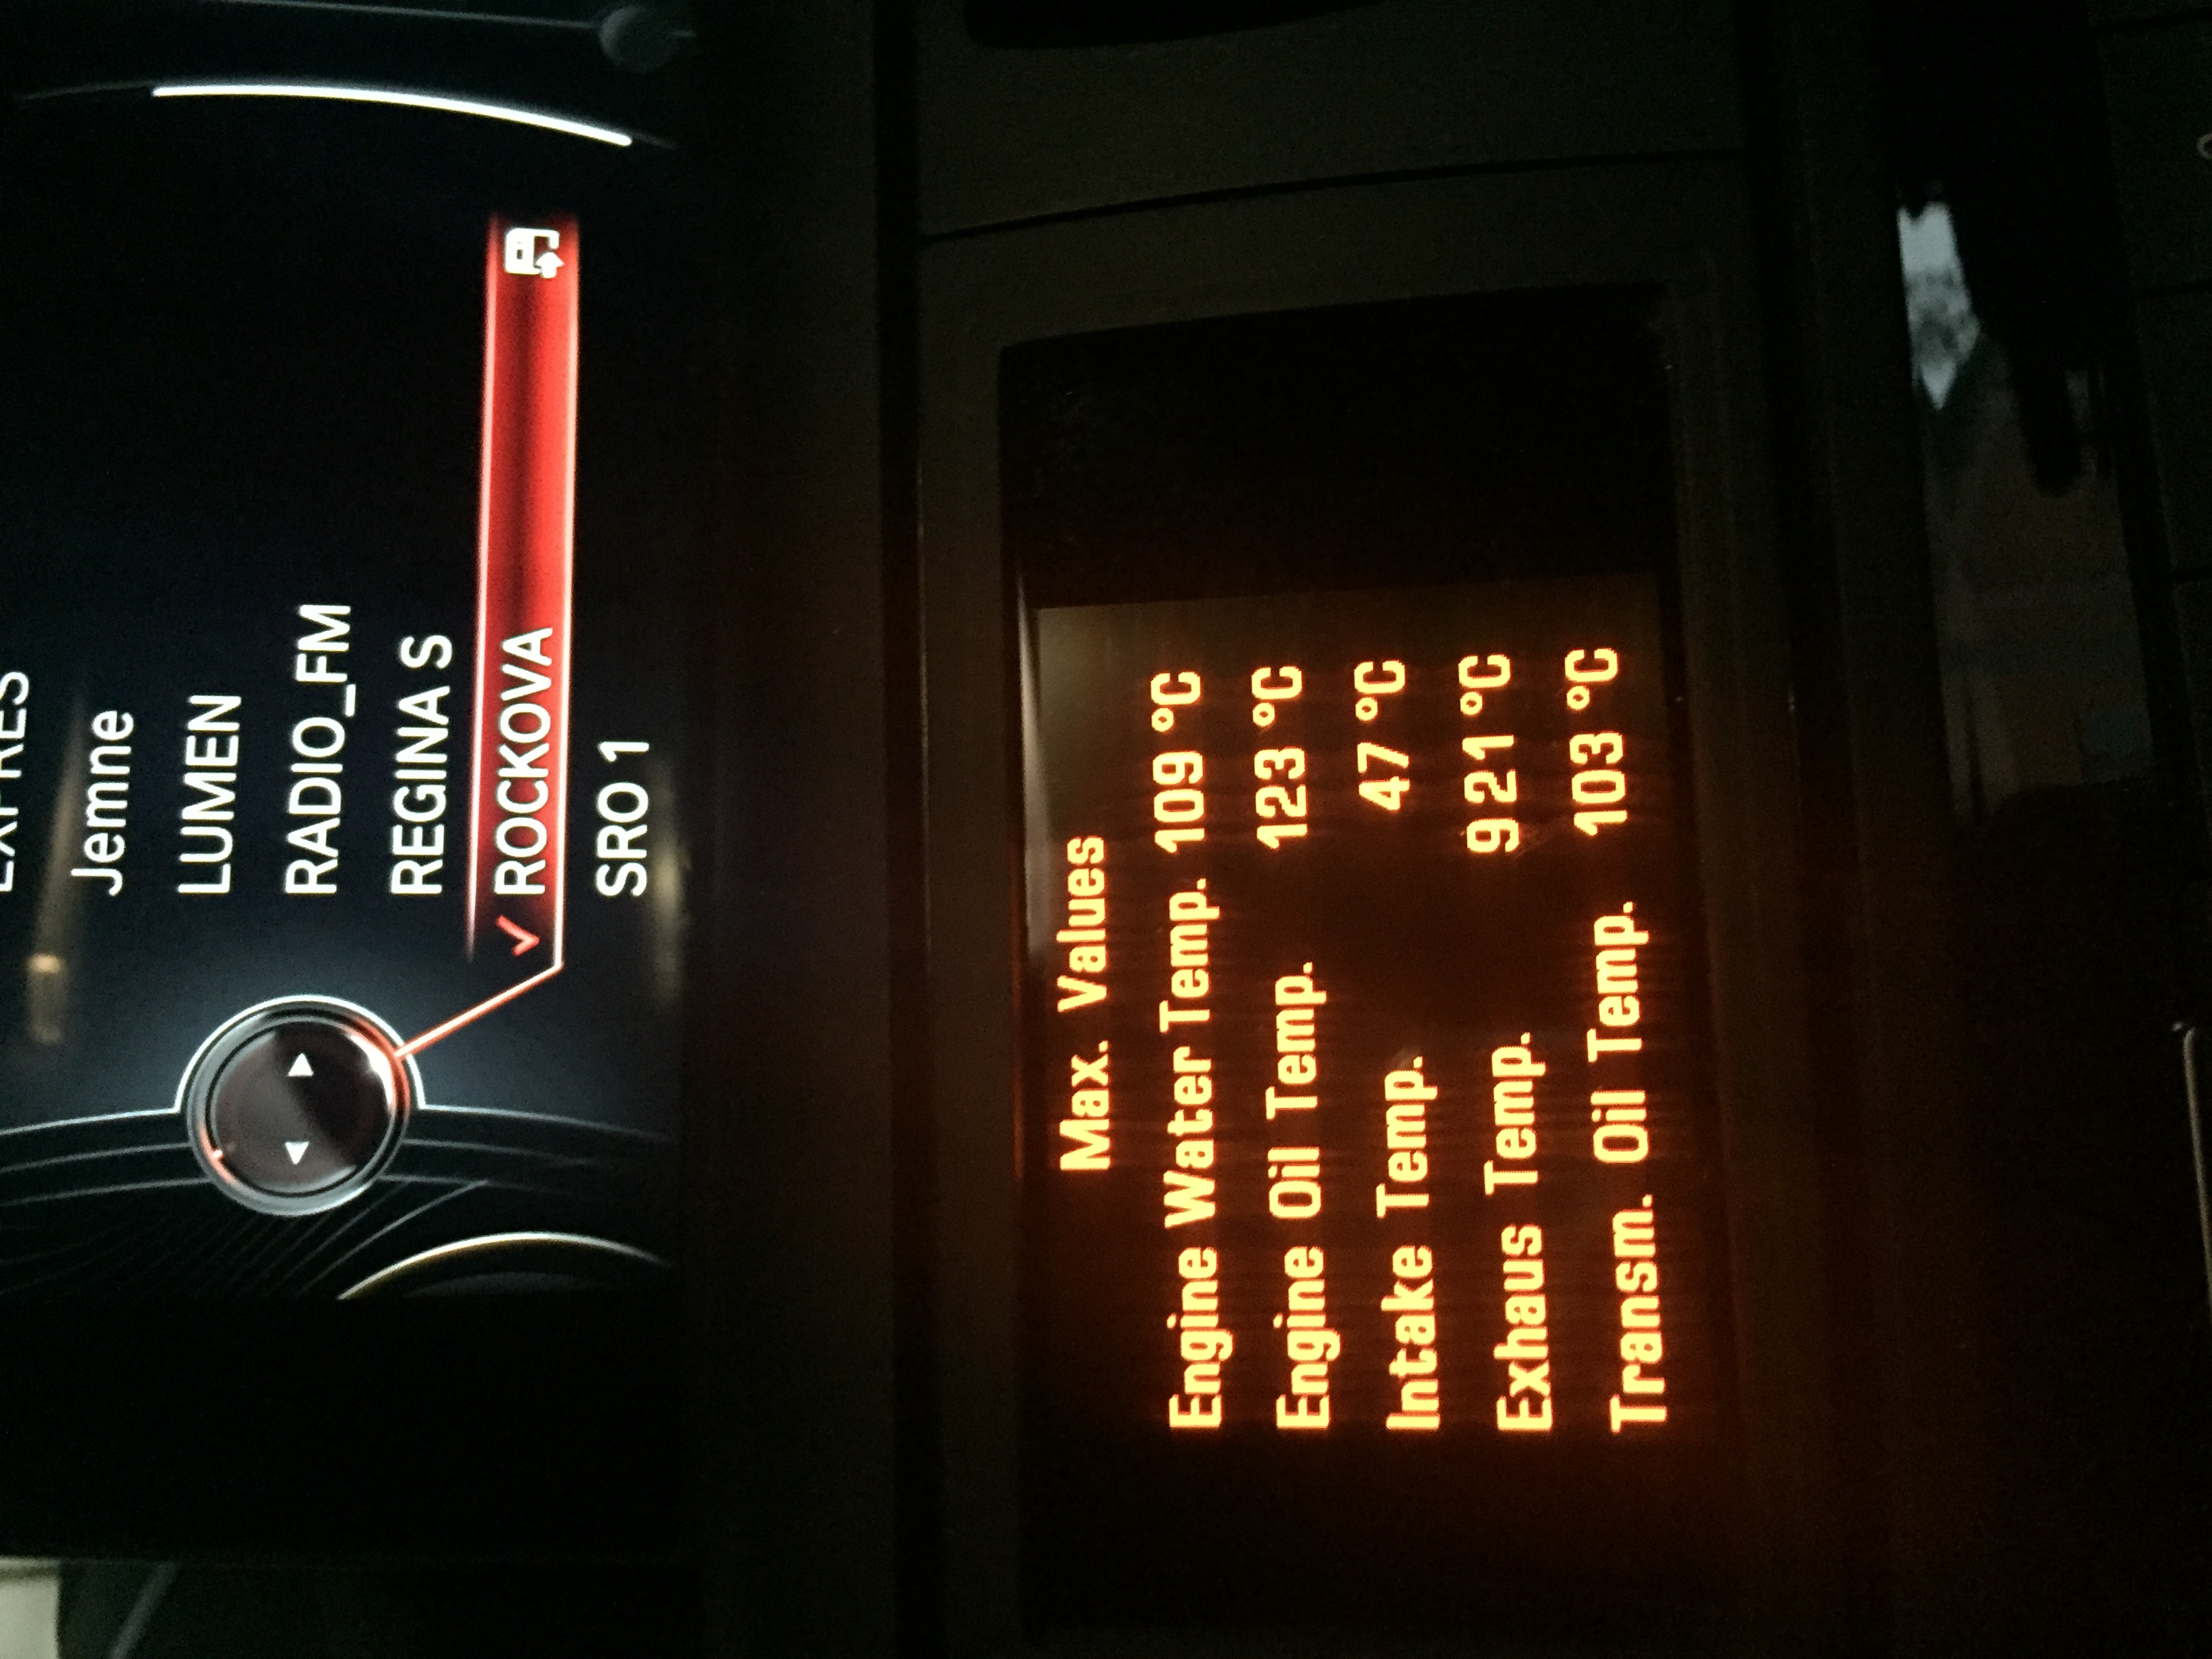 Jemne
LUMEN
RADIO_FM
REGINA S
ROCKOVA
SRO 1
Max. Values
Engine Water Temp. 109 °C
Engine Oil Temp. 123 °C
Intake Temp. 47 °C
Exhaus Temp. 921 °C
Transm. Oil Temp. 103 °C